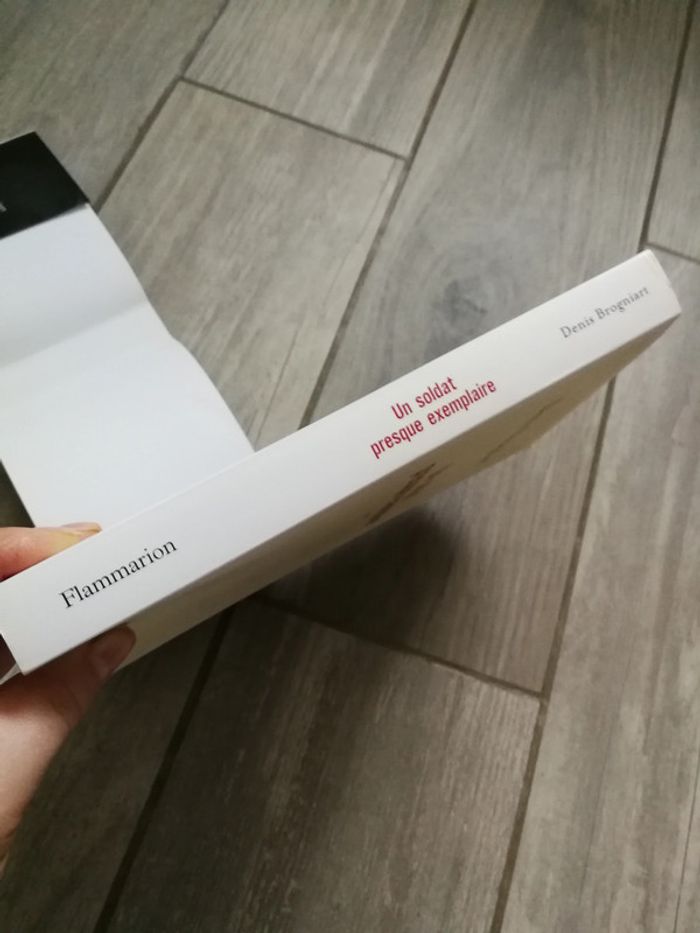 Denis Brogniart
Un soldat
presque exemplaire
Flammarion